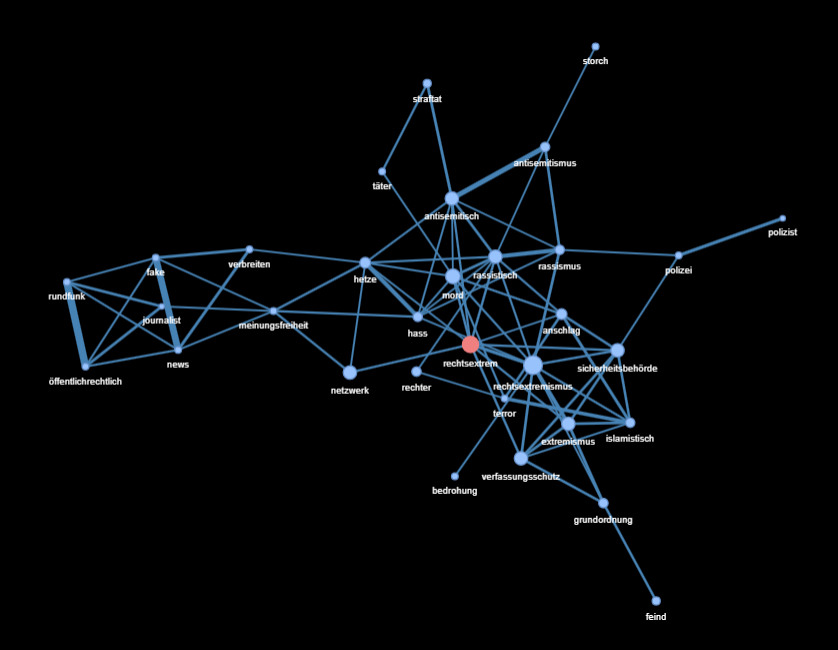 storch
straftat
antisemitismus
täter
antisemitisch
polizist
verbreiten
rassismus
fake
polizei
rassistisch
hetze
rundfunk
mord
journalist
meinungsfreiheit
hass
anschlag
news
rechtsextrem
sicherheitsbehörde
öffentlichrechtlich
netzwerk
rechter
rechtsextremismus
terror
extremismus
islamistisch
verfassungsschutz
bedrohung
grundordnung
feind